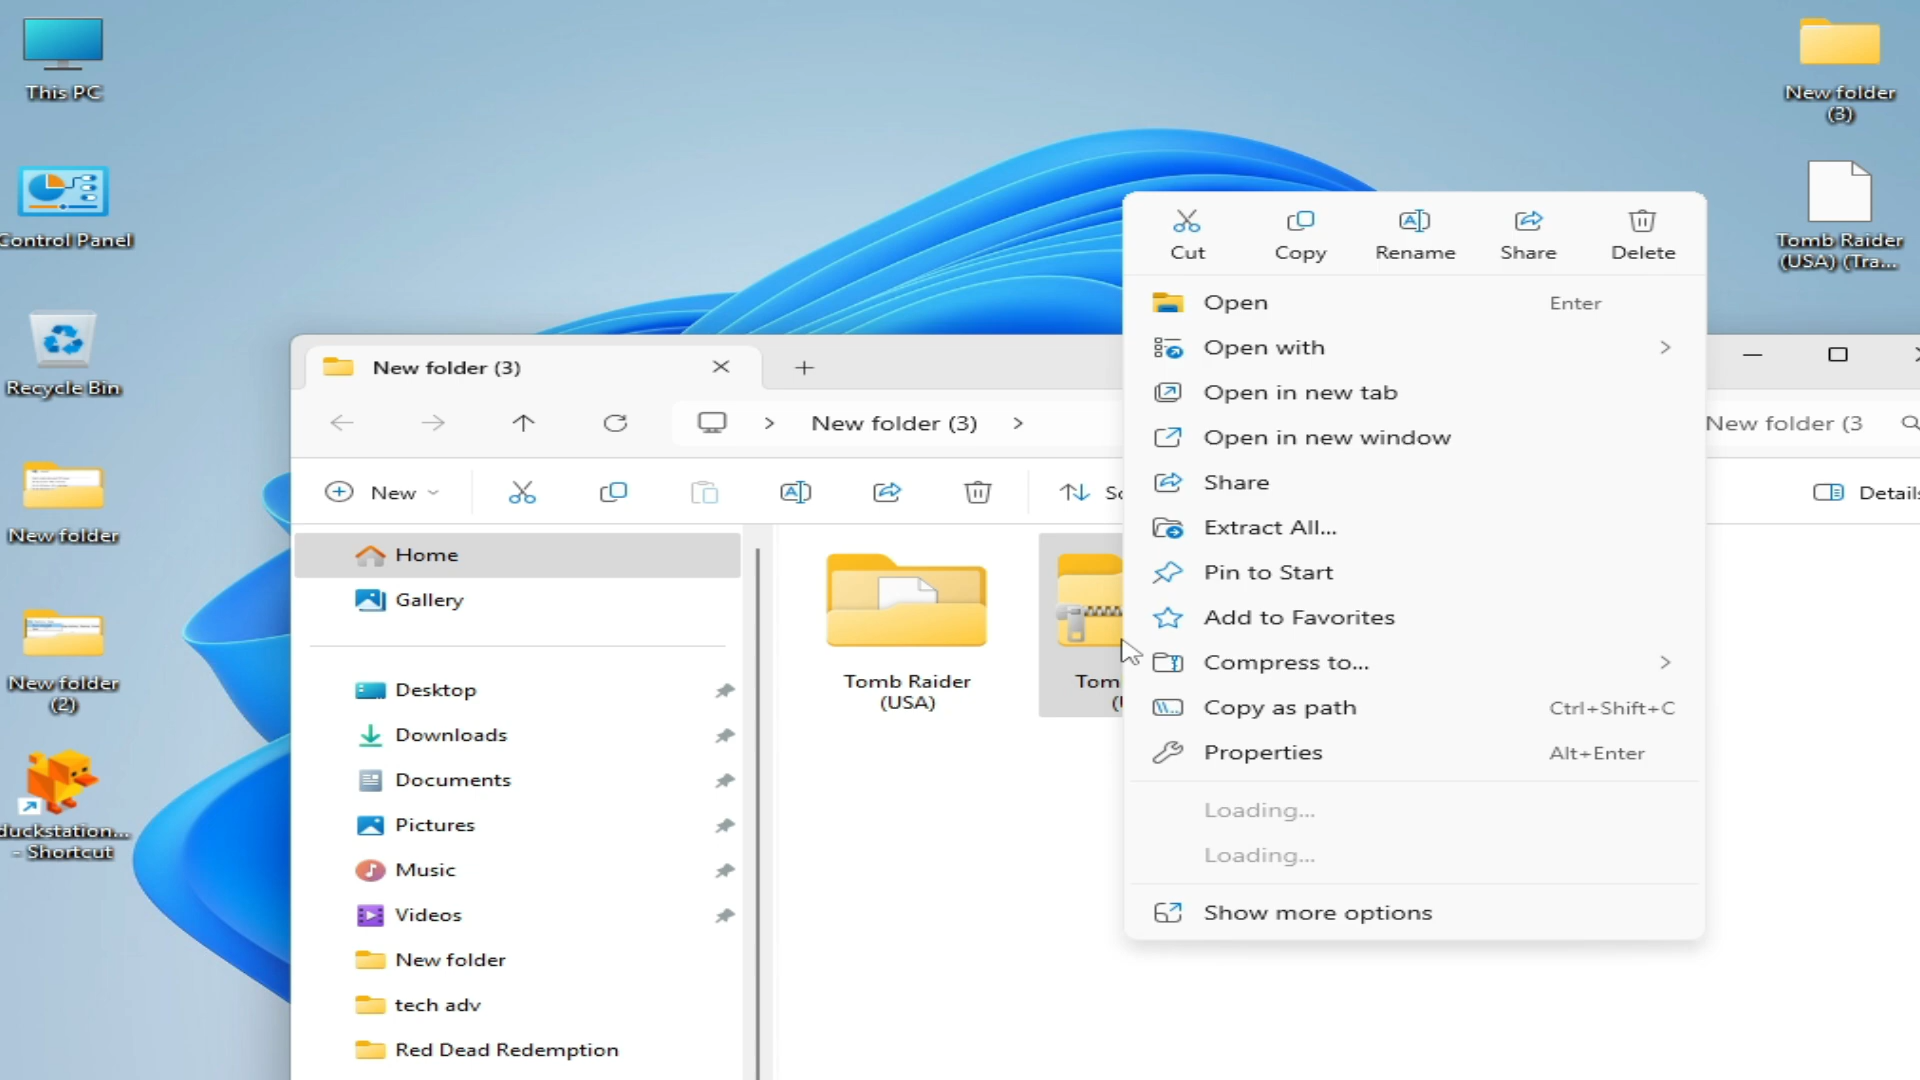 This PC
Control Panel
Recycle Bin
New folder
New folder
(2)
duckstation...
- Shortcut
New folder
(3)
Tomb Raider
(USA) (Tra...
New folder (3)
New folder (3)
New folder (3
New
Details
Home
Gallery
Desktop
Downloads
Documents
Pictures
Music
Videos
New folder
tech adv
Red Dead Redemption
Tomb Raider
(USA)
Cut
Copy
Rename
Share
Delete
Open Enter
Open with
Open in new tab
Open in new window
Share
Extract All...
Pin to Start
Add to Favorites
Compress to...
Copy as path Ctrl+Shift+C
Properties Alt+Enter
Loading...
Loading...
Show more options